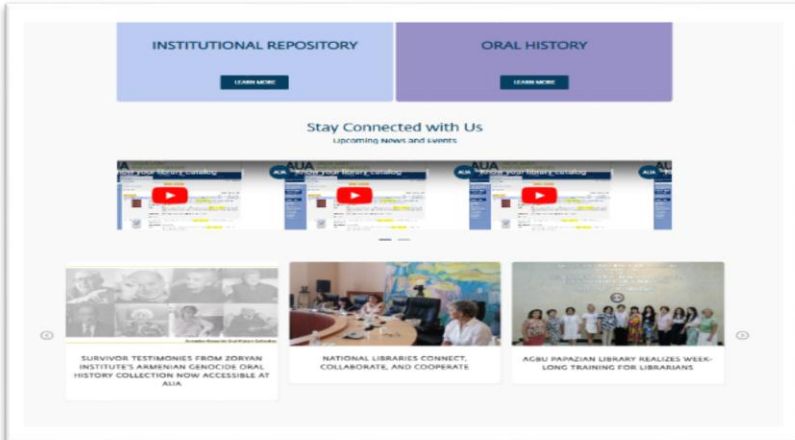 INSTITUTIONAL REPOSITORY
LEARN MORE
ORAL HISTORY
LEARN MORE
Stay Connected with Us
Upcoming News and Events
AUA
Know your library catalog
AUA
AUA
Know your library catalog
AUA
AUA
Know your library catalog
AUA
SURVIVOR TESTIMONIES FROM ZORYAN
INSTITUTE'S ARMENIAN GENOCIDE ORAL
HISTORY COLLECTION NOW ACCESSIBLE AT
AUA
NATIONAL LIBRARIES CONNECT,
COLLABORATE, AND COOPERATE
AGBU PAPAZIAN LIBRARY REALIZES WEEK-
LONG TRAINING FOR LIBRARIANS